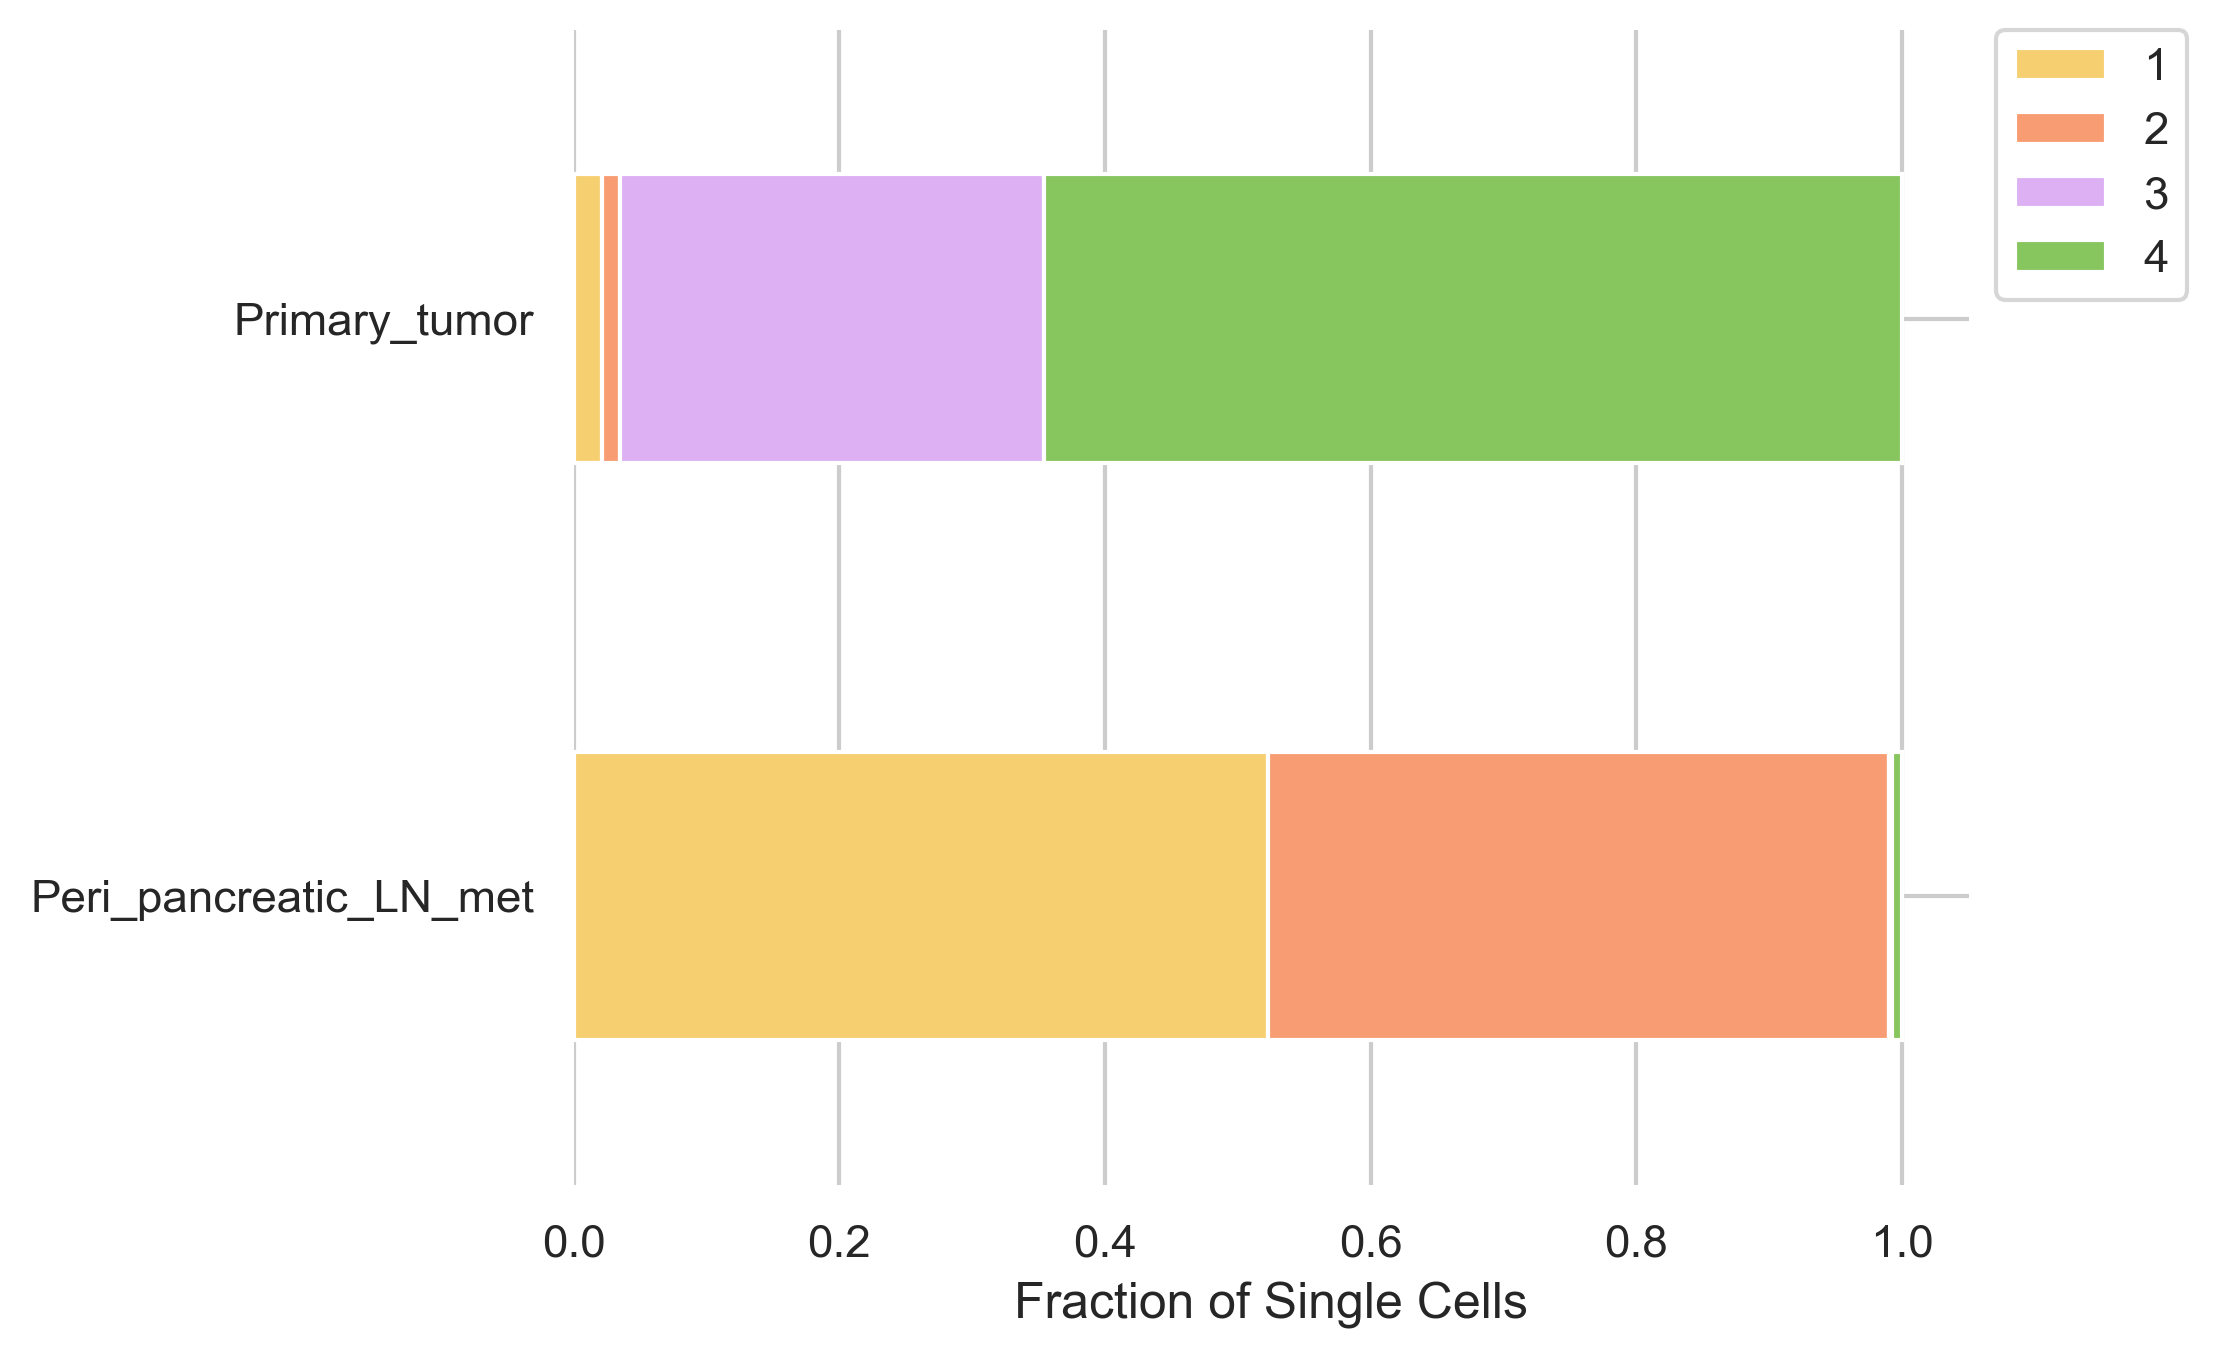 1
2
3
4
Primary_tumor
Peri_pancreatic_LN_met
0.0 0.2 0.4 0.6 0.8 1.0
Fraction of Single Cells